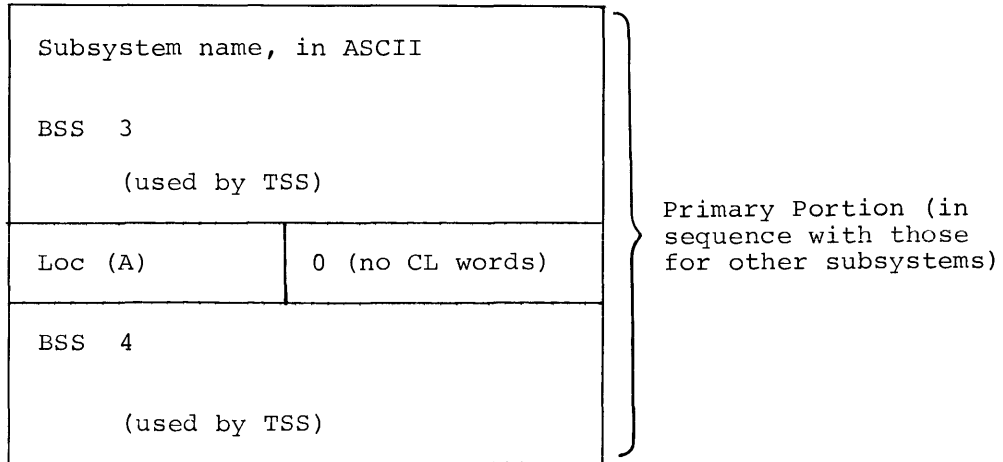 Subsystem name, in ASCII
BSS 3
(used by TSS)
Loc (A)
0 (no CL words)
BSS 4
(used by TSS)
Primary Portion (in
sequence with those
for other subsystems)